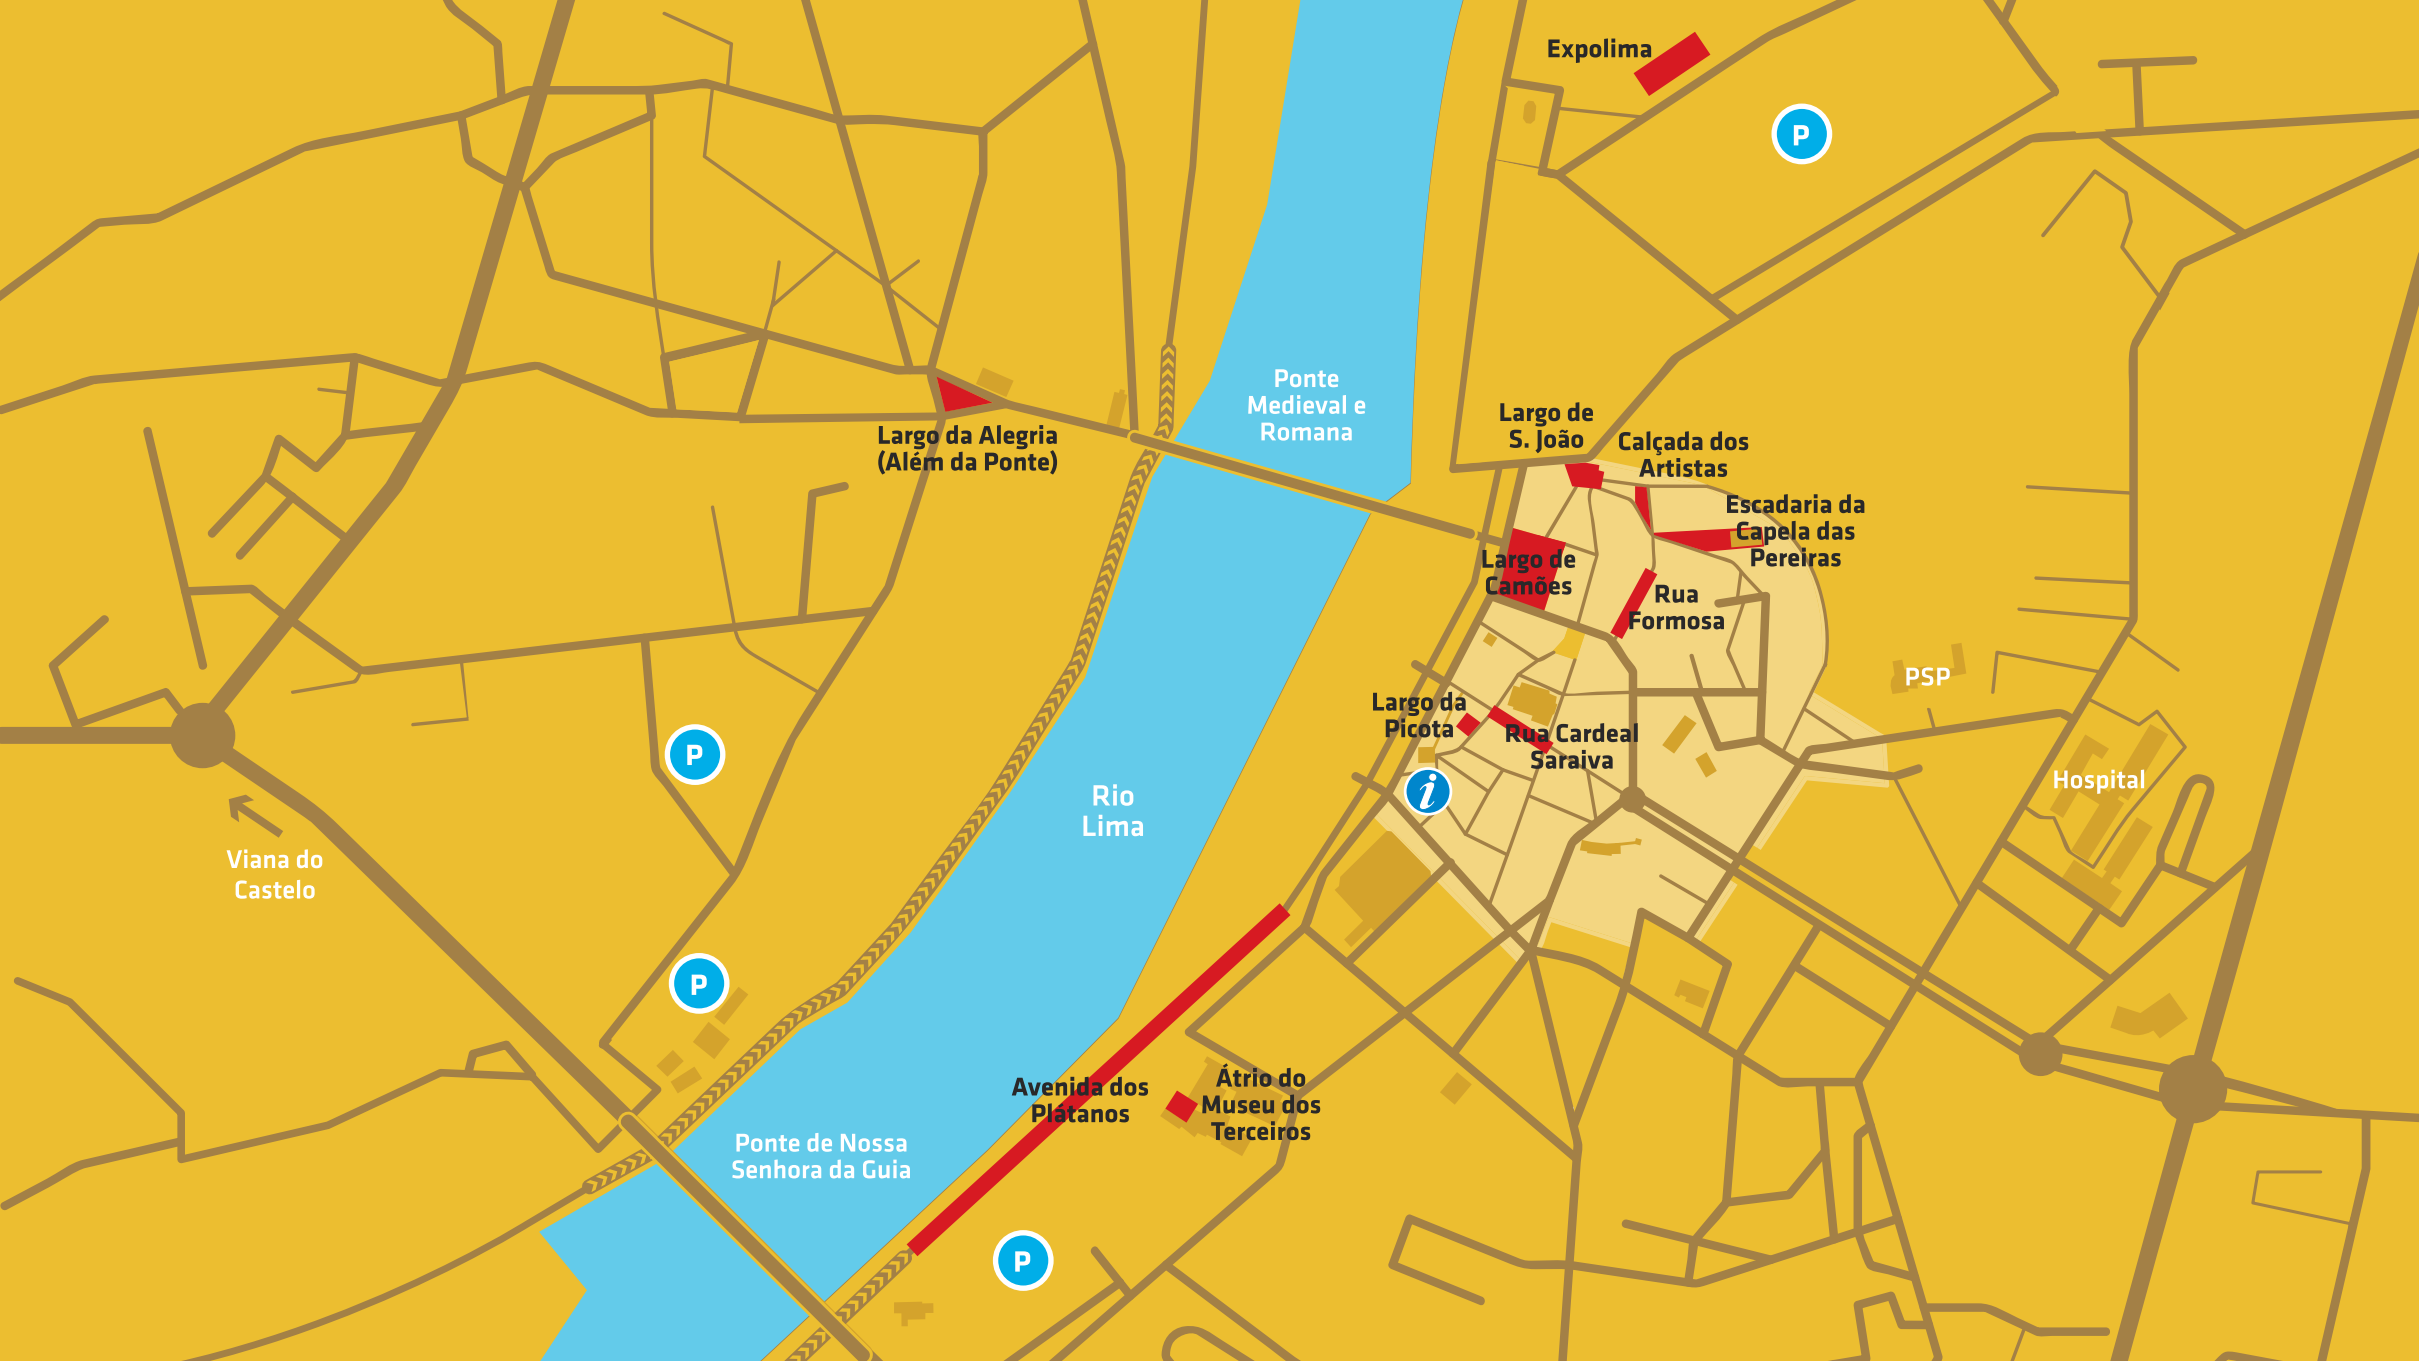 Expolima
P
Ponte
Medieval e
Romana
Largo de
S. João
Calçada dos
Artistas
Largo da Alegria
(Além da Ponte)
Escadaria da
Capela das
Pereiras
Largo de
Camões
Rua
Formosa
PSP
Largo da
Picota
Rua Cardeal
Saraiva
P
Hospital
i
Rio
Lima
Viana do
Castelo
P
Avenida dos
Plátanos
Átrio do
Museu dos
Terceiros
Ponte de Nossa
Senhora da Guia
P